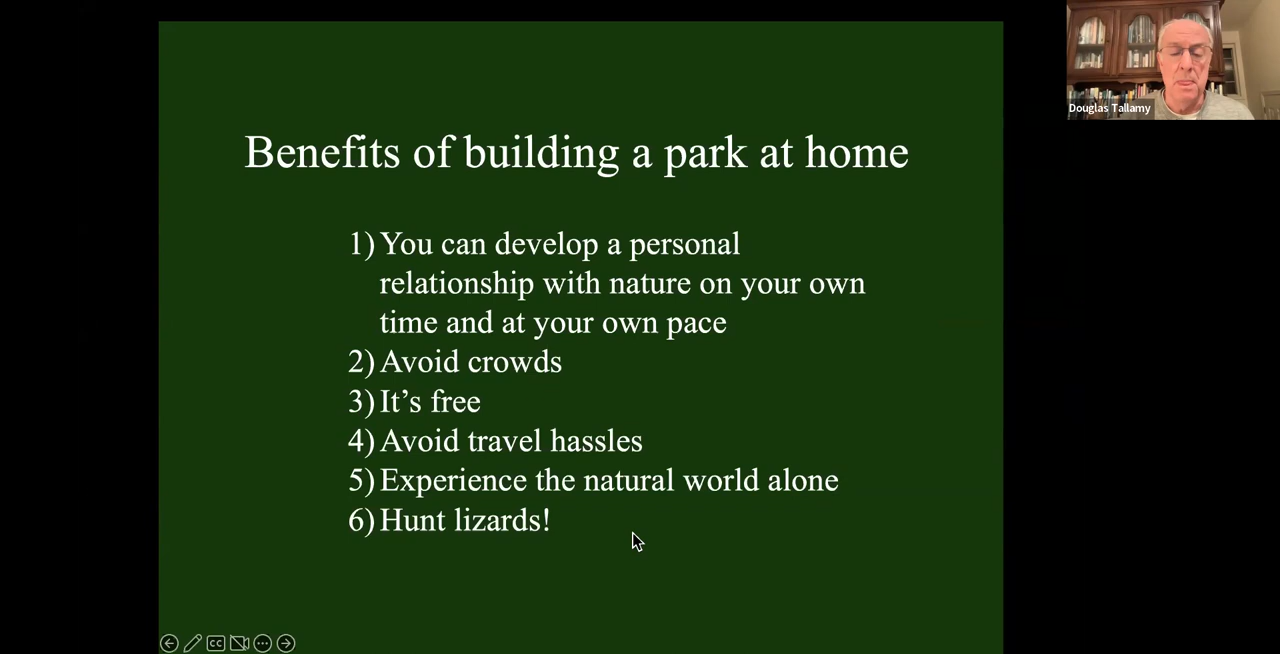 Benefits of building a park at home
1) You can develop a personal
relationship with nature on your own
time and at your own pace
2) Avoid crowds
3) It’s free
4) Avoid travel hassles
5) Experience the natural world alone
6) Hunt lizards!
Douglas Tallamy
CC